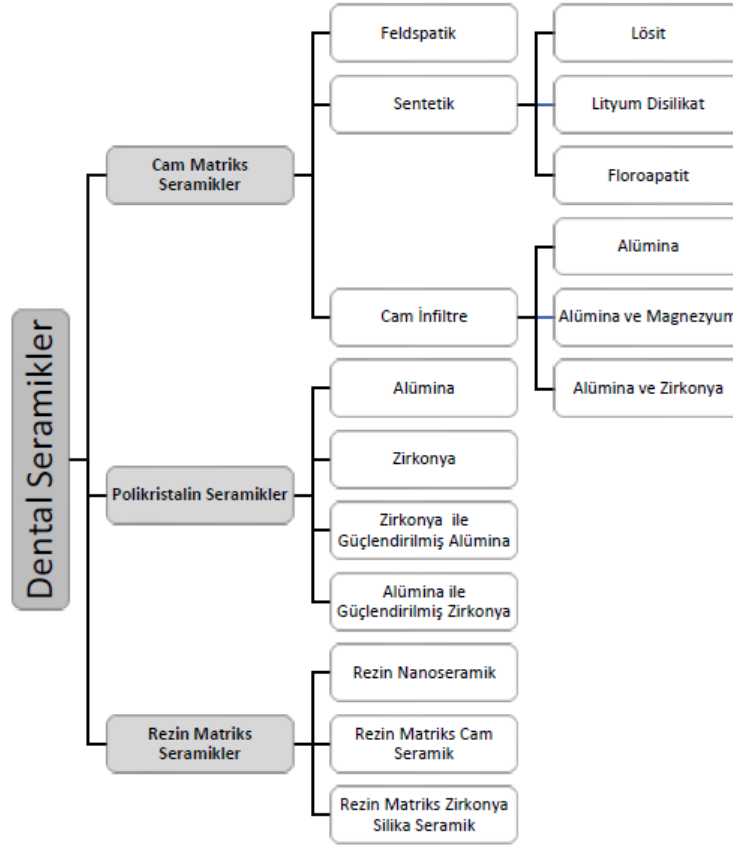 Dental Seramikler
Cam Matriks
Seramikler
Feldspatik
Sentetik
Lösit
Lityum Disilikat
Floroapatit
Cam İnfiltre
Alümina
Alümina ve Magnezyum
Alümina ve Zirkonya
Polikristalin Seramikler
Alümina
Zirkonya
Zirkonya ile
Güçlendirilmiş Alümina
Alümina ile
Güçlendirilmiş Zirkonya
Rezin Matriks
Seramikler
Rezin Nanoseramik
Rezin Matriks Cam
Seramik
Rezin Matriks Zirkonya
Silika Seramik